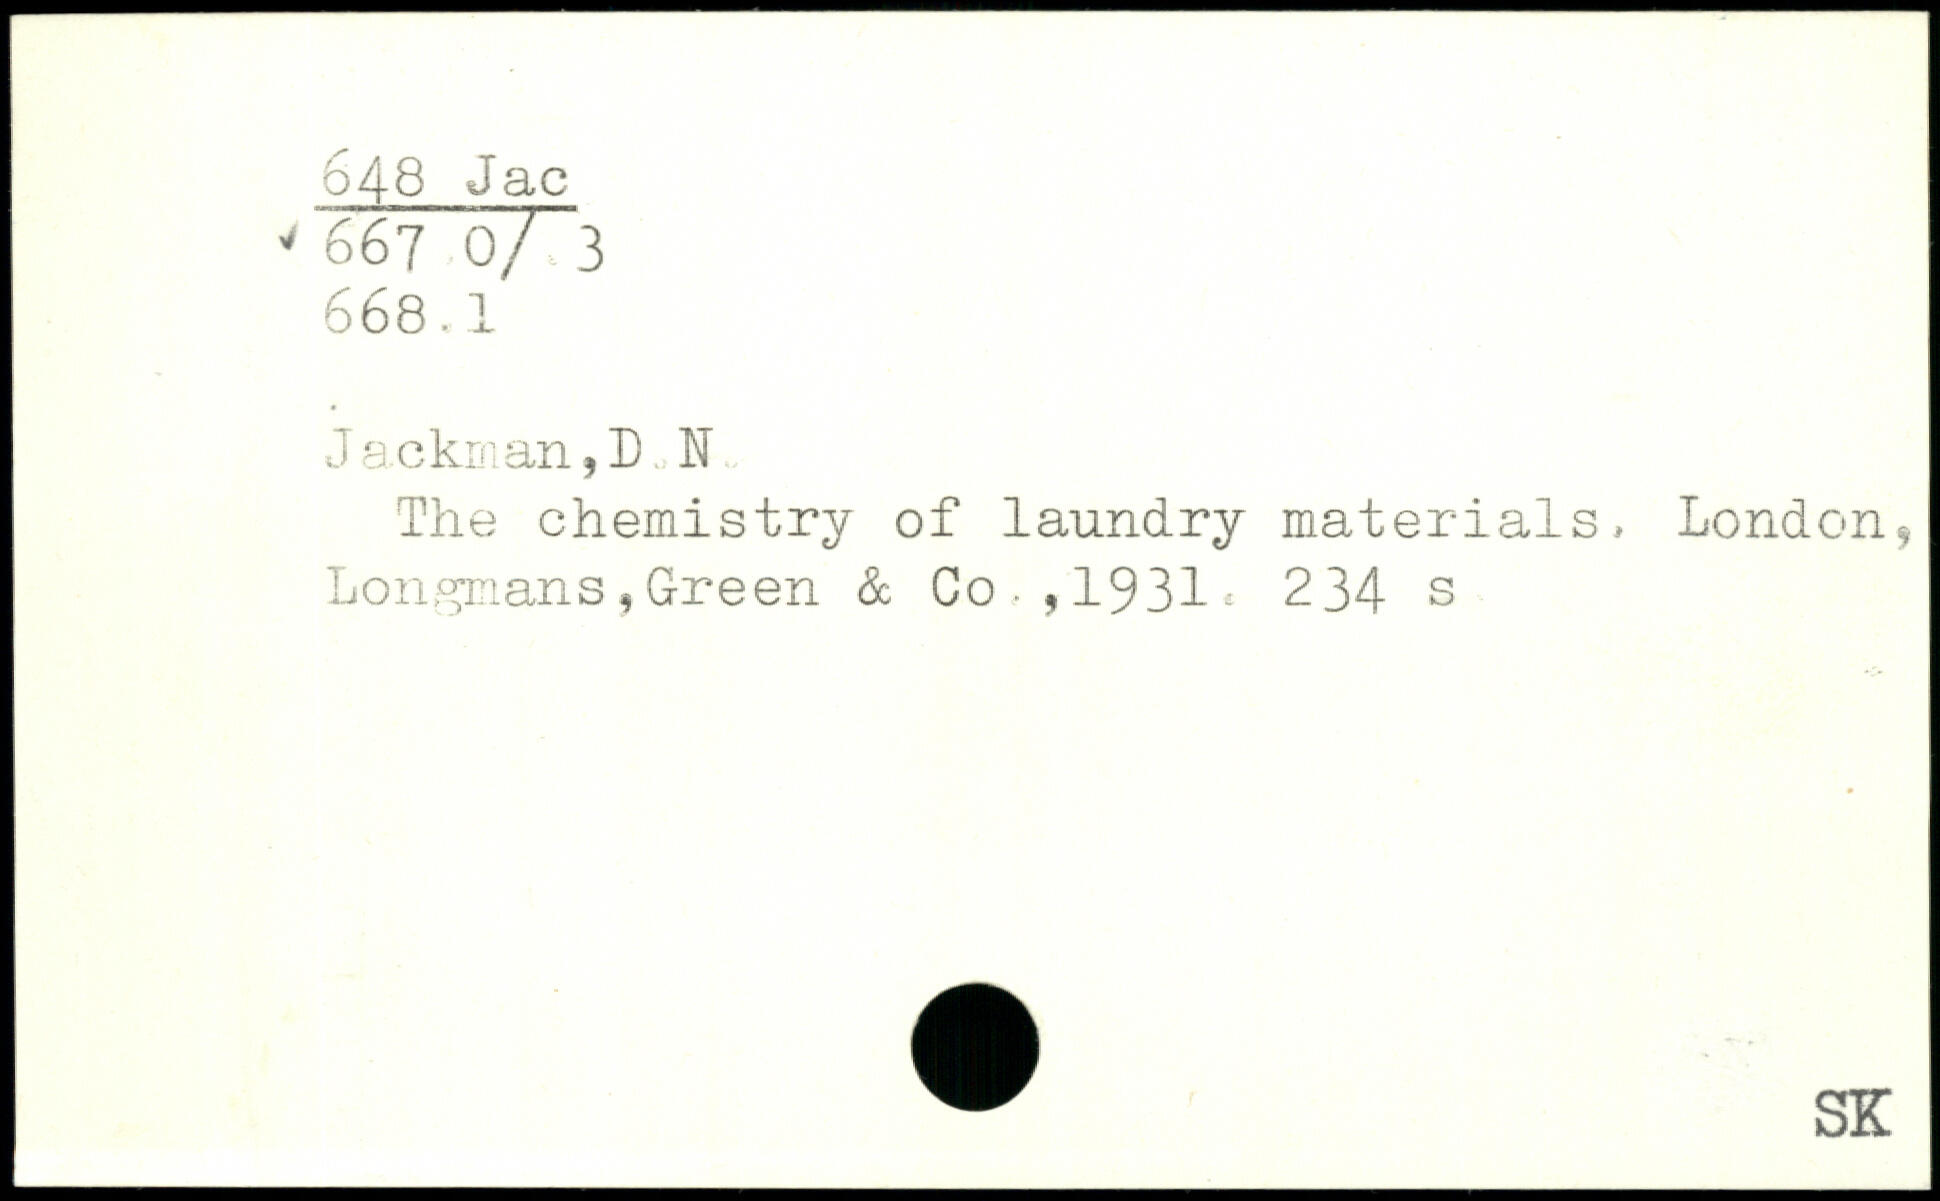 648 Jac
✓ 667.0/.3
668.1
Jackman,D.N.
The chemistry of laundry materials. London,
Longmans,Green & Co.,1931. 234 s
SK